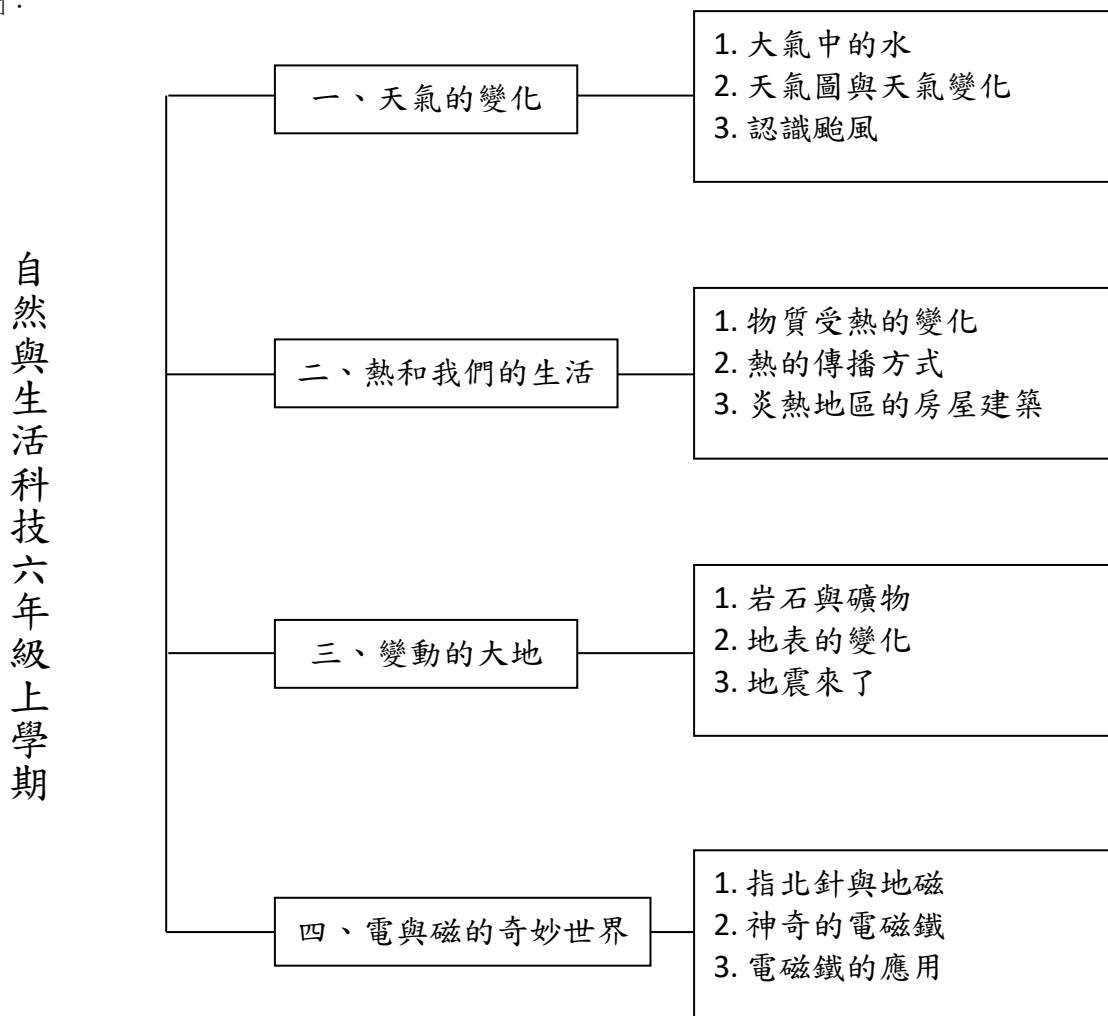 自然與生活科技六年級上學期
一、天氣的變化
1. 大氣中的水
2. 天氣圖與天氣變化
3. 認識颱風
二、熱和我們的生活
1. 物質受熱的變化
2. 熱的傳播方式
3. 炎熱地區的房屋建築
三、變動的大地
1. 岩石與礦物
2. 地表的變化
3. 地震來了
四、電與磁的奇妙世界
1. 指北針與地磁
2. 神奇的電磁鐵
3. 電磁鐵的應用